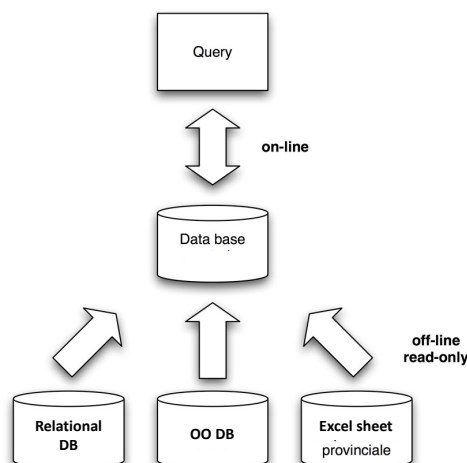 Query
on-line
Data base
off-line
read-only
Relational
DB
OO DB
Excel sheet
provinciale